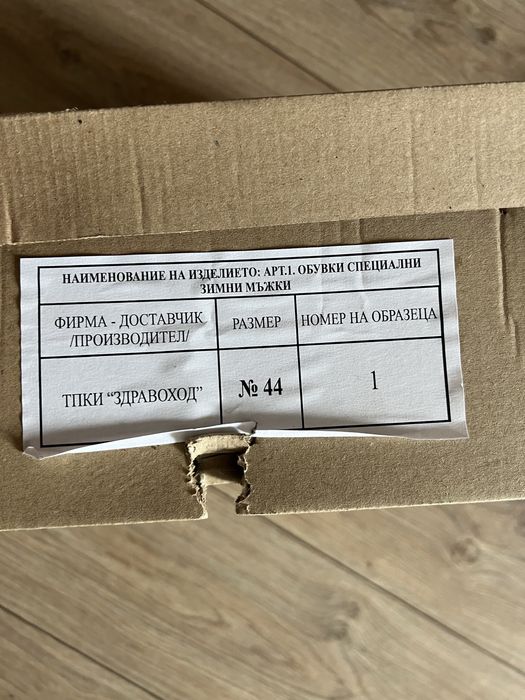 НАИМЕНОВАНИЕ НА ИЗДЕЛИЕТО: АРТ.1. ОБУВКИ СПЕЦИАЛНИ
ЗИМНИ МЪЖКИ
ФИРМА - ДОСТАВЧИК
/ПРОИЗВОДИТЕЛ/
РАЗМЕР
НОМЕР НА ОБРАЗЕЦА
ТПКИ “ЗДРАВОХОД”
№ 44
1